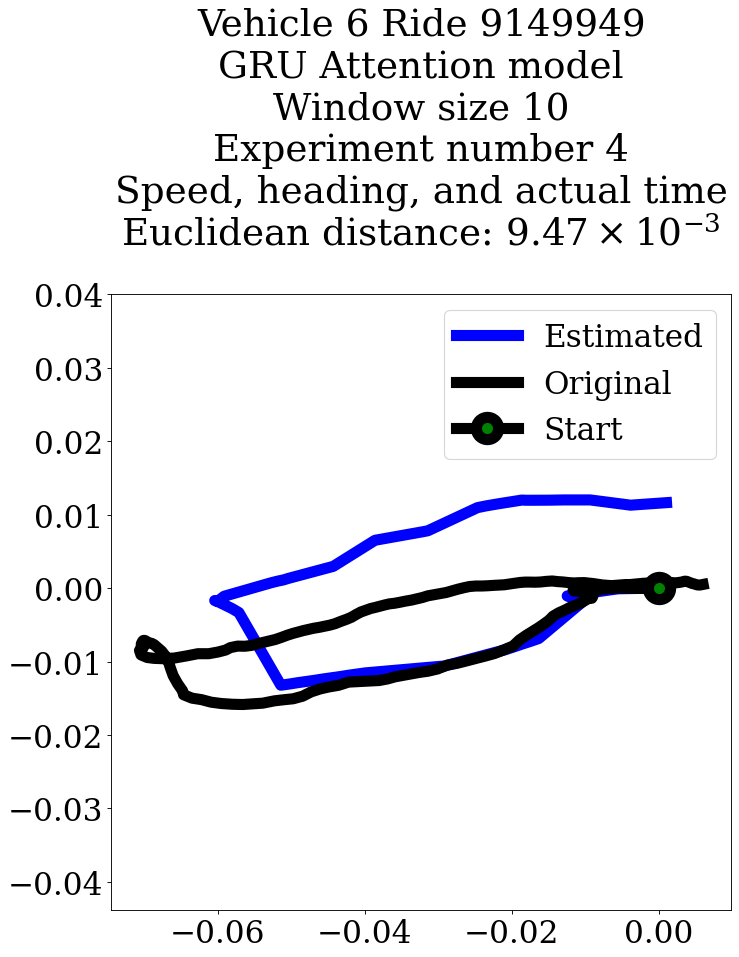 Vehicle 6 Ride 9149949
GRU Attention model
Window size 10
Experiment number 4
Speed, heading, and actual time
Euclidean distance: 9.47 × 10⁻³
0.04
0.03
0.02
0.01
0.00
−0.01
−0.02
−0.03
−0.04
Estimated
Original
Start
−0.06
−0.04
−0.02
0.00